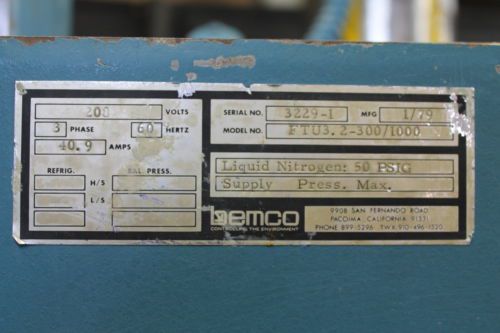 208 VOLTS
3 PHASE 60 HERTZ
40.9 AMPS
REFRIG. BAL. PRESS.
H/S
L/S
SERIAL NO. 3229-1 MFG 1/79
MODEL NO. FTU3.2-300/1000
Liquid Nitrogen: 50 PSIG
Supply Press. Max.
bemco
CONTROLLING THE ENVIRONMENT
9908 SAN FERNANDO ROAD
PACOIMA, CALIFORNIA 91331
PHONE 899-5296 TWX 910-496-1520